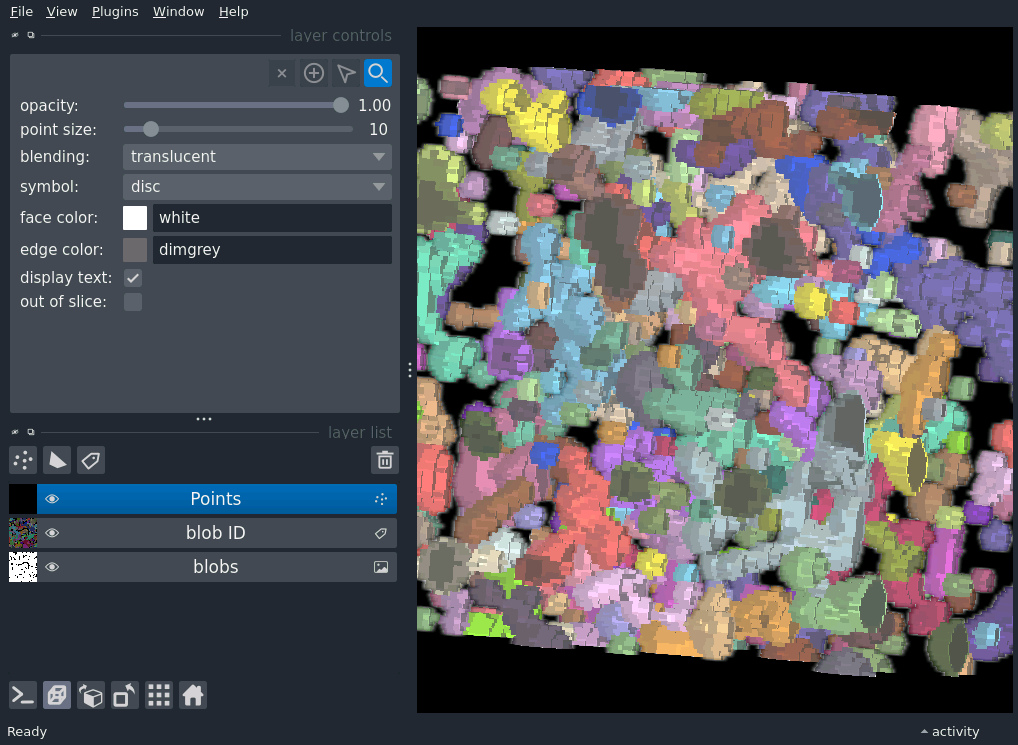 File View Plugins Window Help
layer controls
opacity: 1.00
point size: 10
blending: translucent
symbol: disc
face color: white
edge color: dimgrey
display text:
out of slice:
layer list
Points
blob ID
blobs
Ready activity